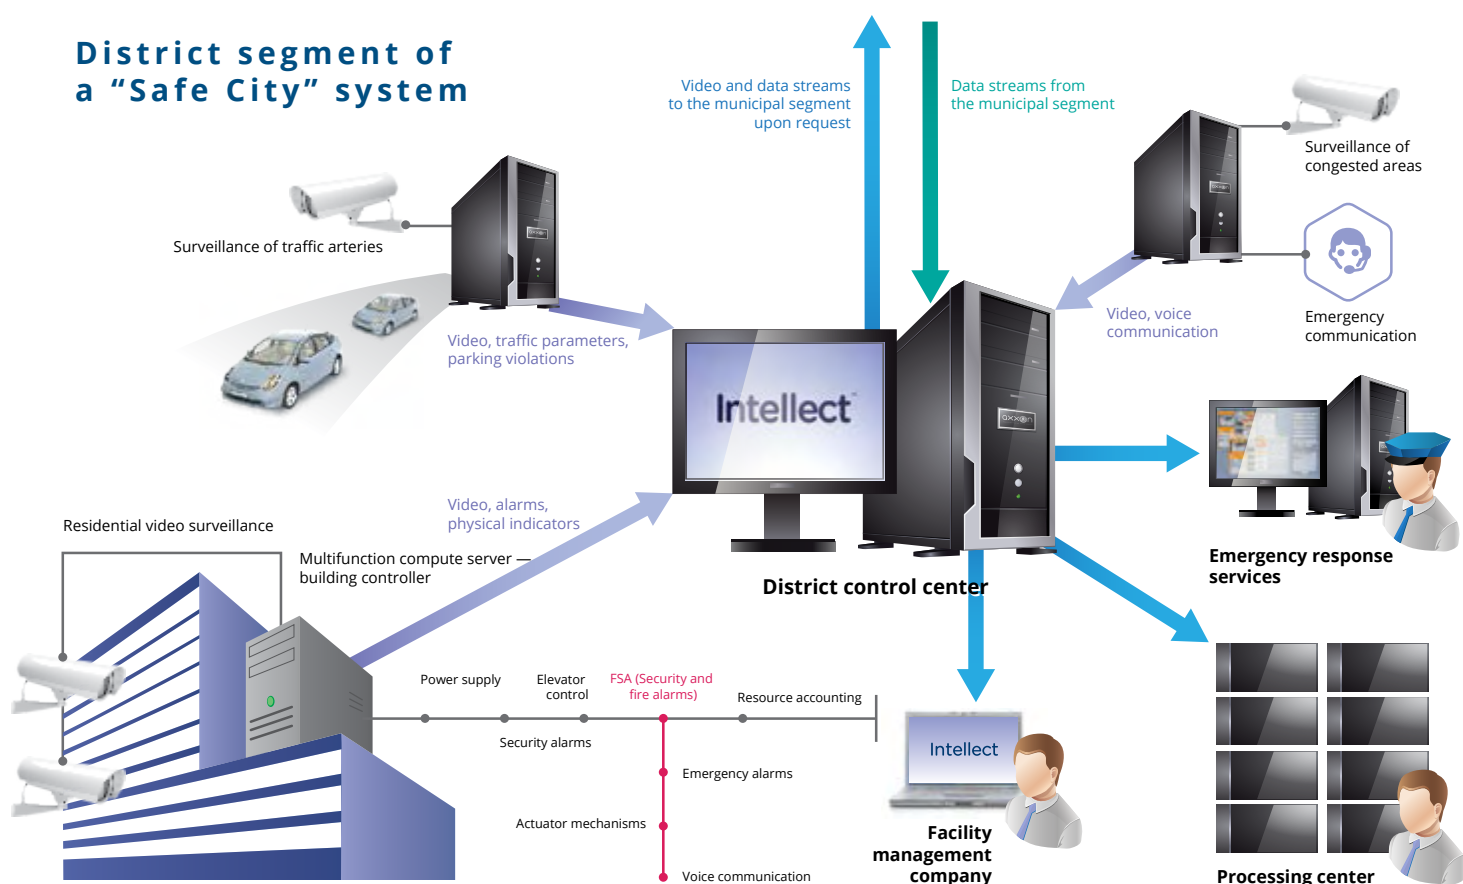 District segment of
a “Safe City” system
Video and data streams
to the municipal segment
upon request
Data streams from
the municipal segment
Surveillance of
congested areas
Surveillance of traffic arteries
axxon
axxon
Emergency
communication
Video, voice
communication
Video, traffic parameters,
parking violations
Intellect
axxon
Video, alarms,
physical indicators
Residential video surveillance
Multifunction compute server —
building controller
District control center
Emergency response
services
Power supply
Elevator
control
FSA (Security and
fire alarms)
Resource accounting
Security alarms
Emergency alarms
Actuator mechanisms
Voice communication
Intellect
Facility
management
company
Processing center